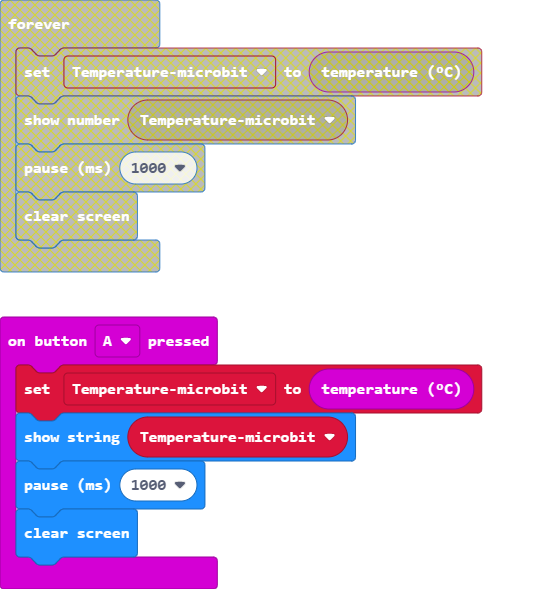 forever
set Temperature-microbit to temperature (ºC)
show number Temperature-microbit
pause (ms) 1000
clear screen
on button A pressed
set Temperature-microbit to temperature (ºC)
show string Temperature-microbit
pause (ms) 1000
clear screen